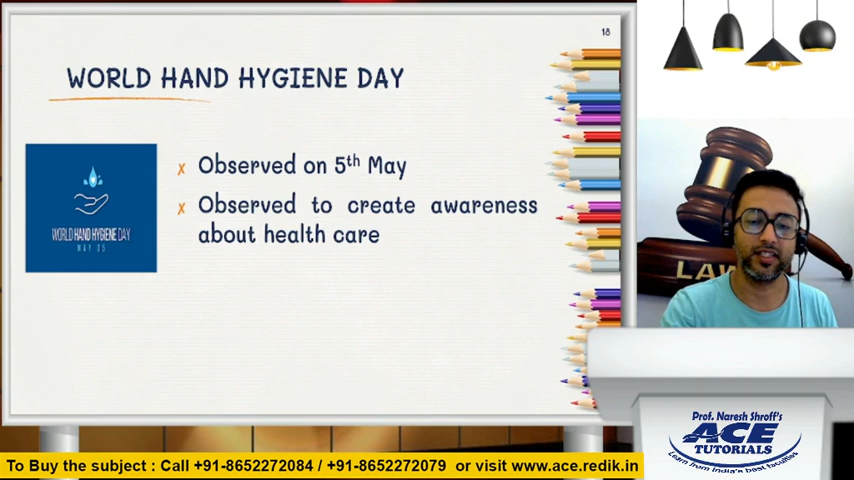 18
WORLD HAND HYGIENE DAY
Observed on 5th May
Observed to create awareness
about health care
WORLD HAND HYGIENE DAY
MAY 05
LAW
Prof. Naresh Shroff's
ACE
TUTORIALS
Learn from India's best faculties
To Buy the subject : Call +91-8652272084 / +91-8652272079 or visit www.ace.redik.in